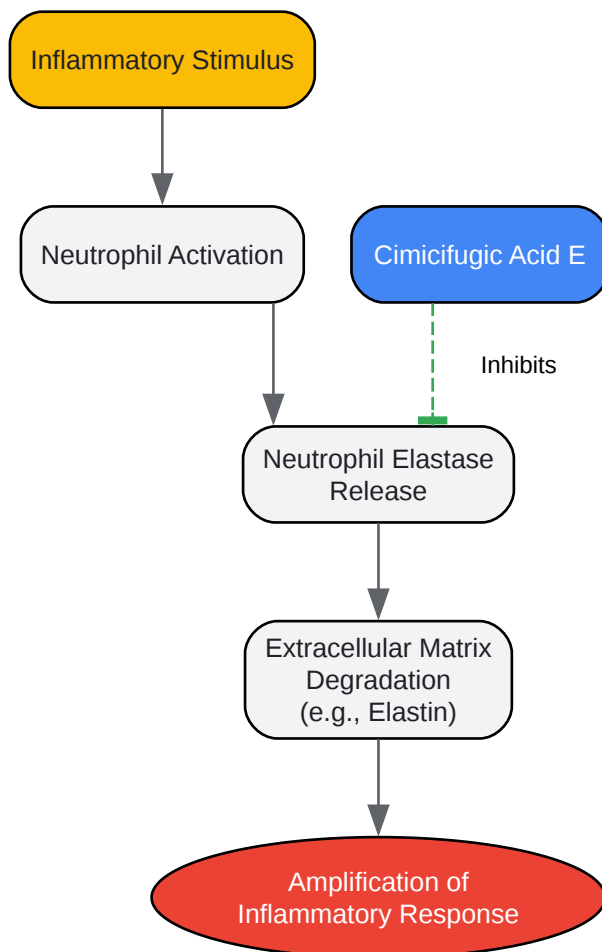 Inflammatory Stimulus
Neutrophil Activation
Cimicifugic Acid E
Inhibits
Neutrophil Elastase
Release
Extracellular Matrix
Degradation
(e.g., Elastin)
Amplification of
Inflammatory Response